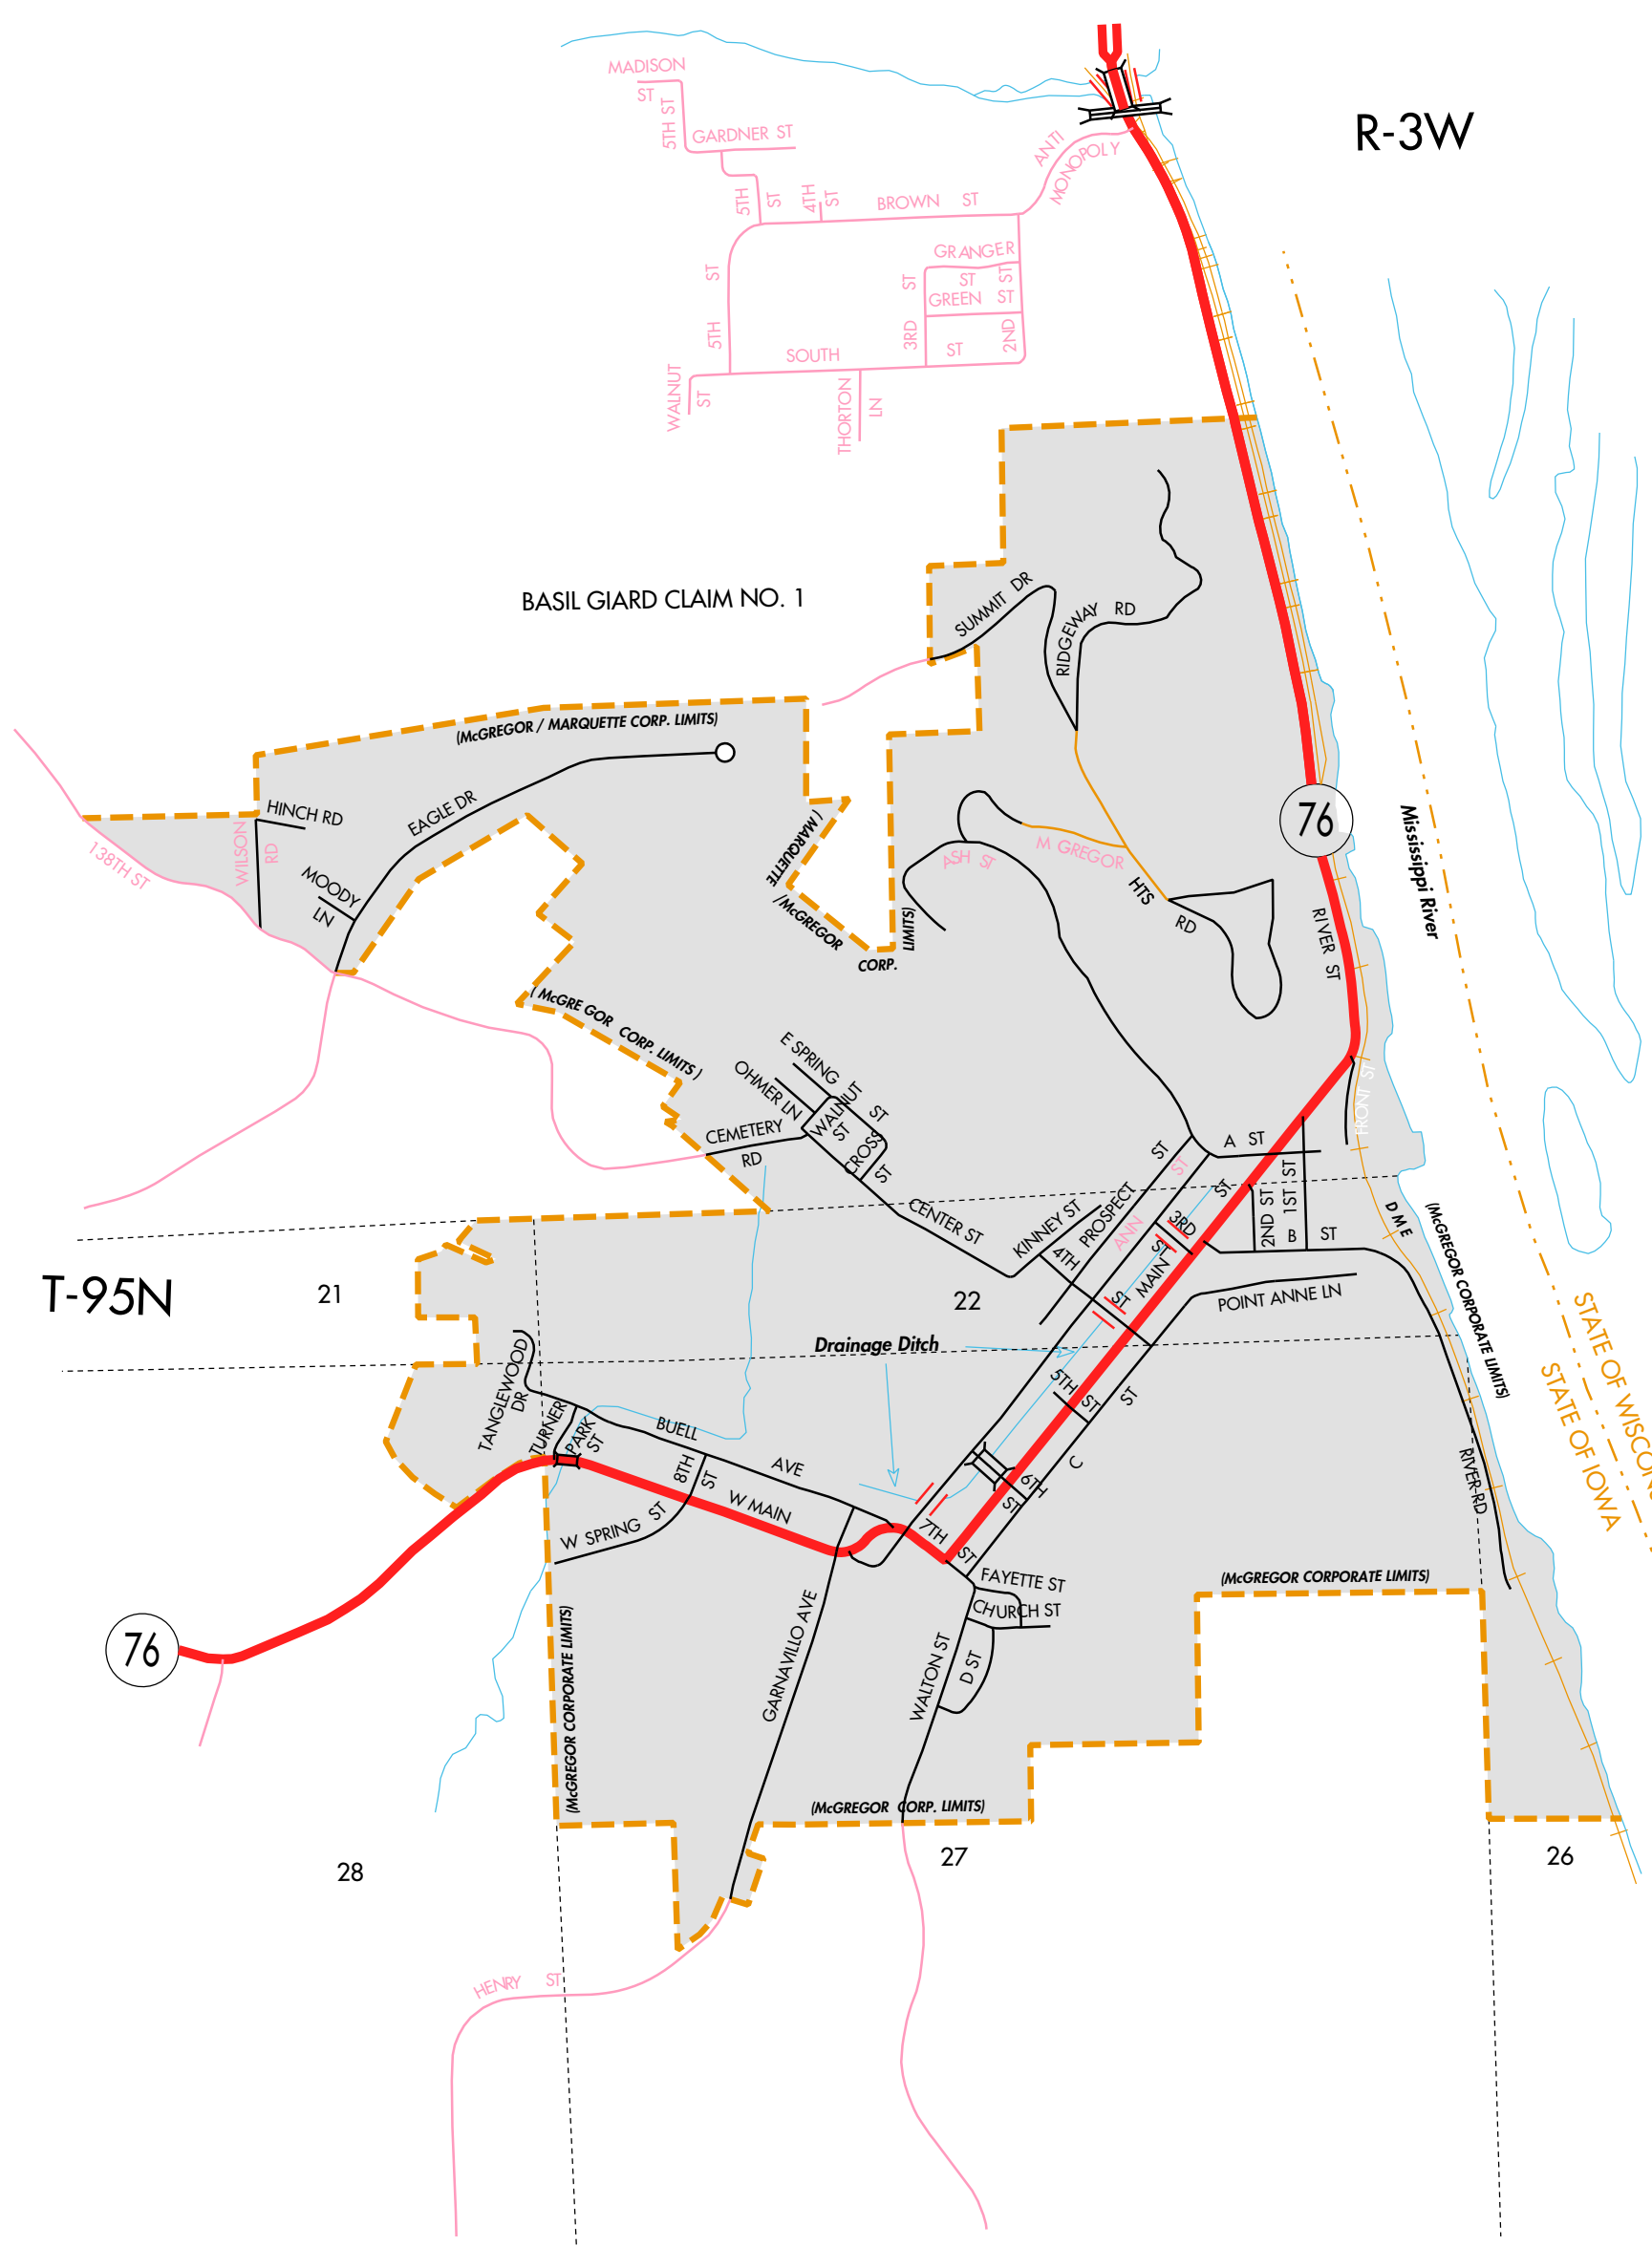 MADISON
ST
5TH ST
GARDNER ST
R-3W
ANTI
MONOPOLY
5TH
ST
4TH
ST
BROWN ST
GRANGER
ST
ST
ST
ST
GREEN ST
5TH
3RD
2ND
SOUTH
ST
WALNUT
ST
THORTON
LN
BASIL GIARD CLAIM NO. 1
SUMMIT DR
RIDGEWAY RD
(McGREGOR / MARQUETTE CORP. LIMITS)
HINCH RD
EAGLE DR
WILSON
RD
138TH ST
MOODY
LN
( MARQUETTE
/McGREGOR
CORP.
LIMITS)
ASH ST
M GREGOR
HTS
RD
76
Mississippi River
RIVER ST
( McGRE GOR CORP. LIMITS )
E SPRING
ST
OHMER LN
WALNUT
ST
CEMETERY
RD
CROSS
ST
CENTER ST
FRONT ST
A ST
PROSPECT
ST
ANN
ST
KINNEY ST
4TH
ST
3RD
ST
MAIN
ST
2ND ST
1ST ST
B ST
D M E
(McGREGOR CORPORATE LIMITS)
T-95N
21
22
POINT ANNE LN
STATE OF WISCON
STATE OF IOWA
Drainage Ditch
TANGLEWOOD
DR
TURNER
PARK
ST
BUELL
AVE
8TH
ST
W MAIN
W SPRING ST
5TH ST
C
ST
6TH
ST
7TH
ST
RIVER RD
FAYETTE ST
CHURCH ST
(McGREGOR CORPORATE LIMITS)
76
(McGREGOR CORPORATE LIMITS)
GARNAVILLO AVE
WALTON ST
D ST
(McGREGOR CORP. LIMITS)
28
27
26
HENRY ST